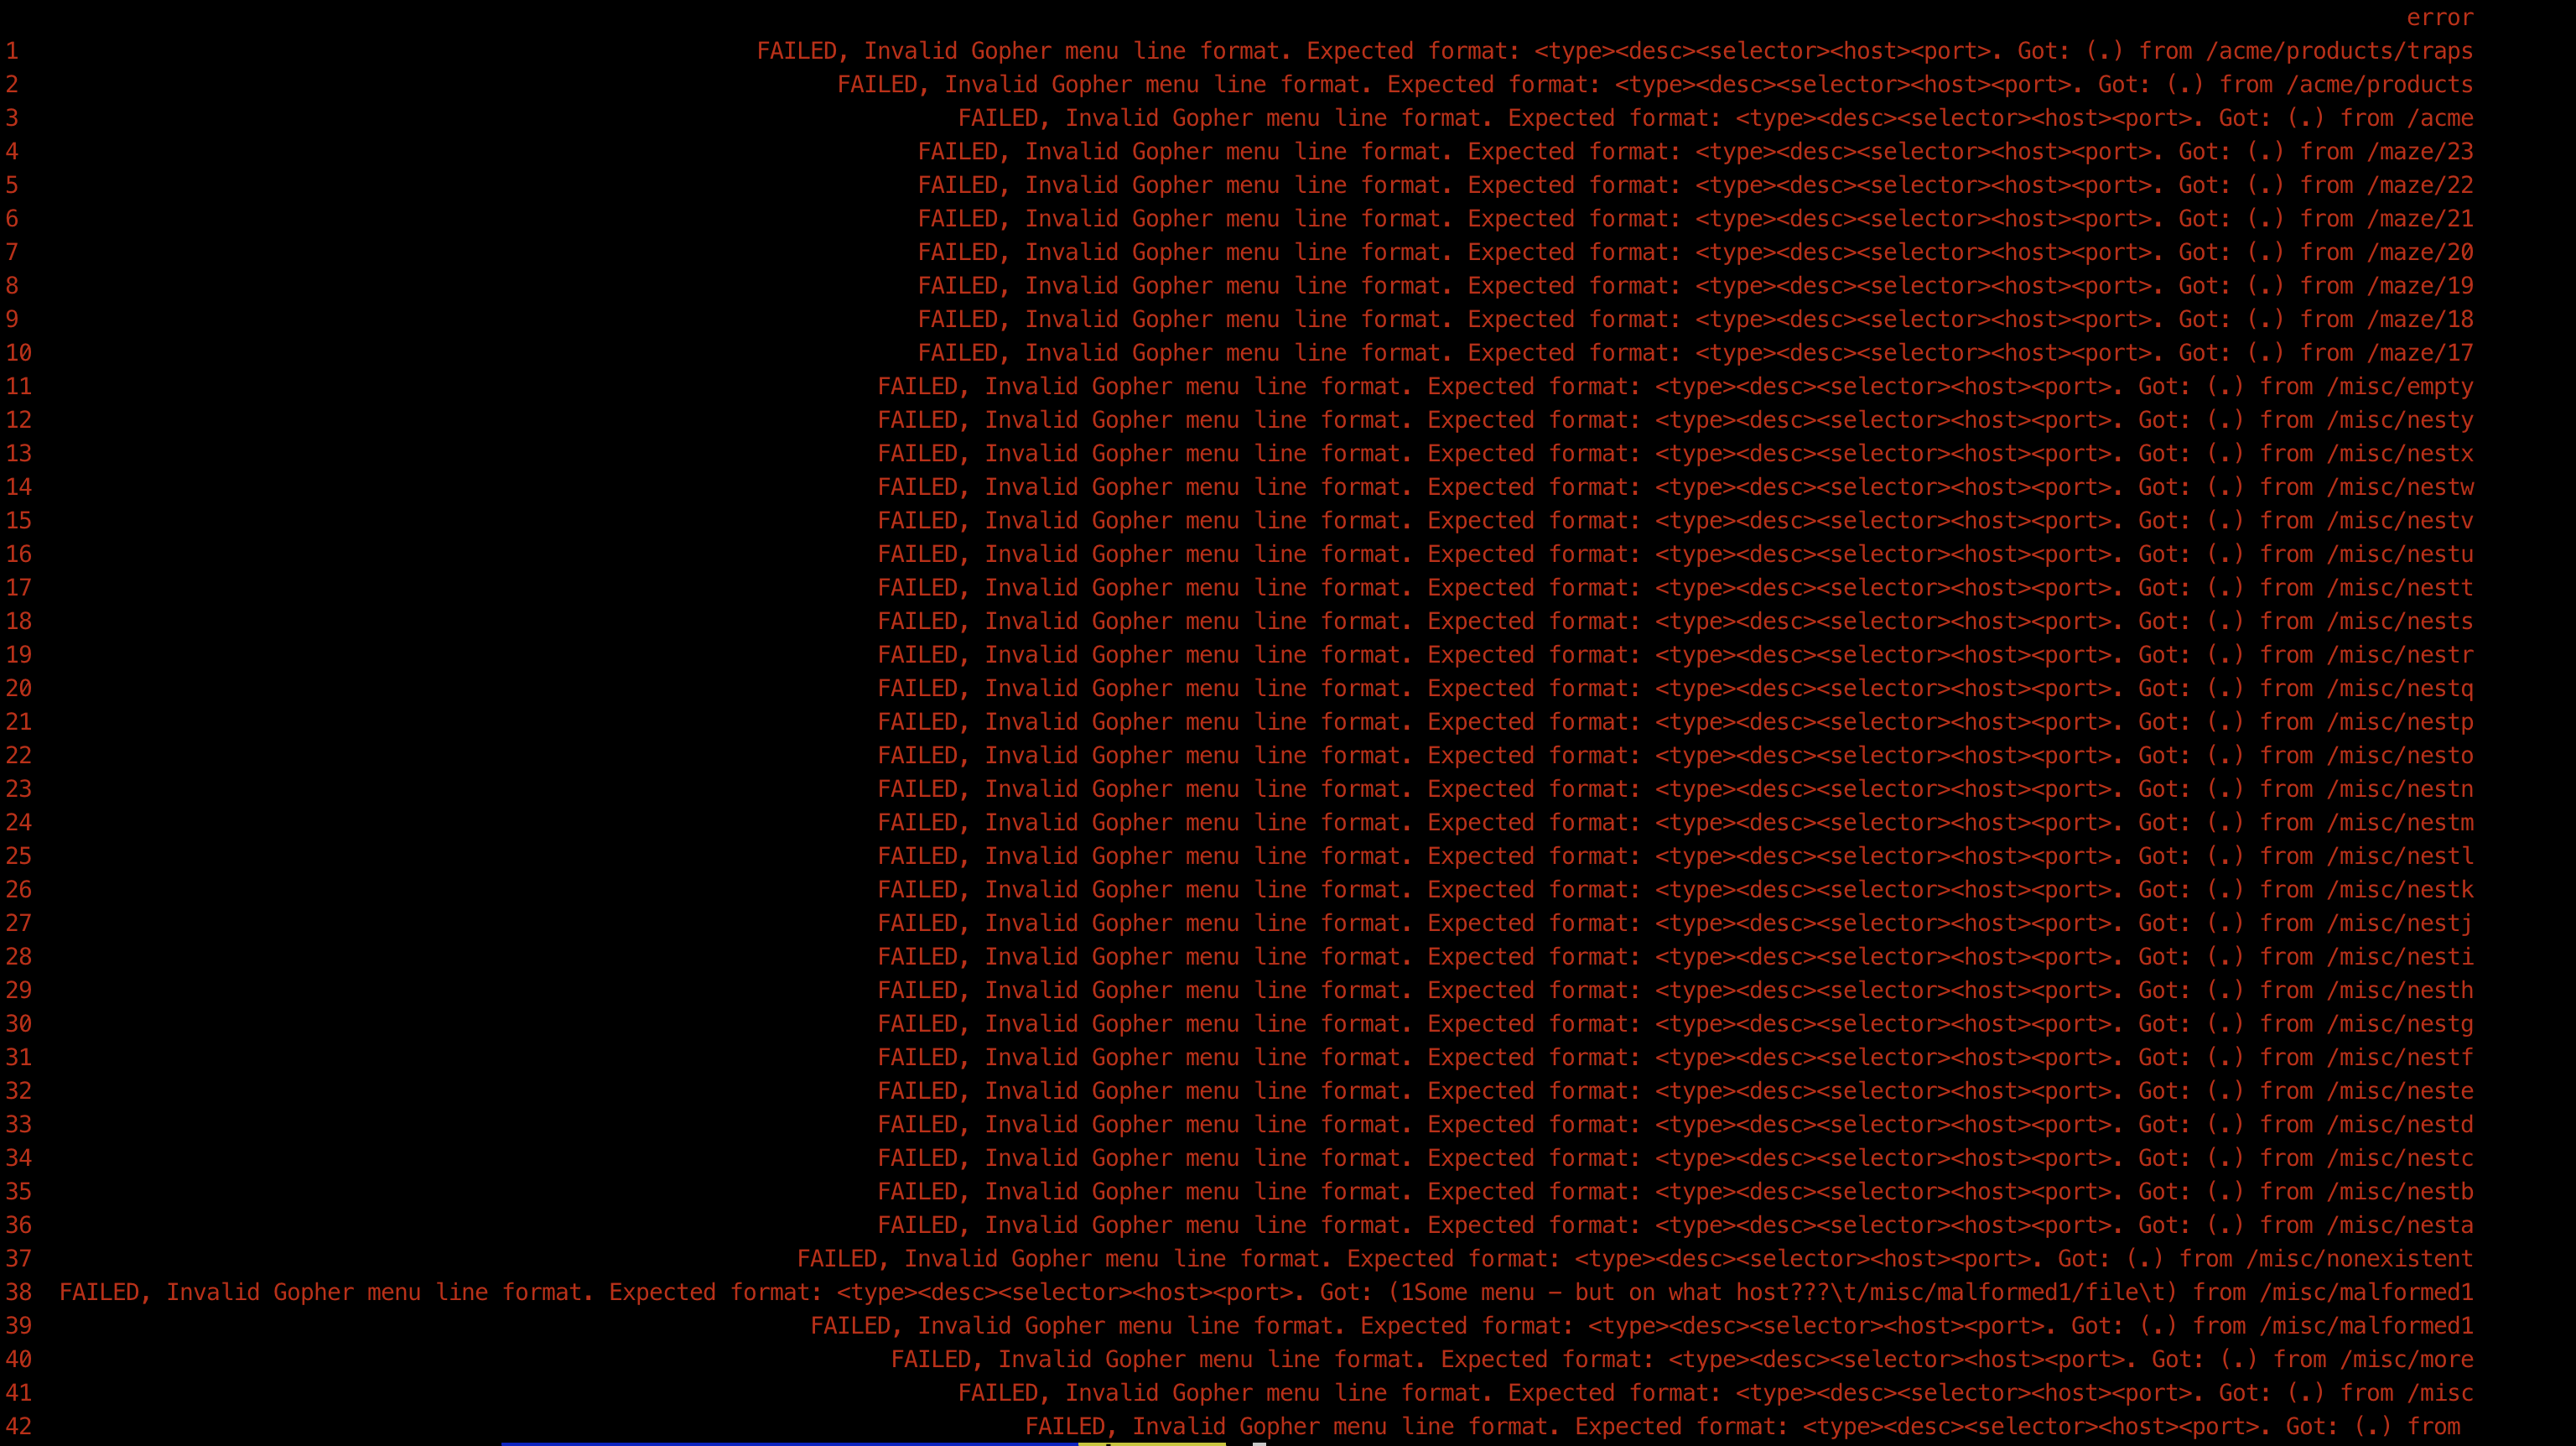 error
1 FAILED, Invalid Gopher menu line format. Expected format: <type><desc><selector><host><port>. Got: (.) from /acme/products/traps
2 FAILED, Invalid Gopher menu line format. Expected format: <type><desc><selector><host><port>. Got: (.) from /acme/products
3 FAILED, Invalid Gopher menu line format. Expected format: <type><desc><selector><host><port>. Got: (.) from /acme
4 FAILED, Invalid Gopher menu line format. Expected format: <type><desc><selector><host><port>. Got: (.) from /maze/23
5 FAILED, Invalid Gopher menu line format. Expected format: <type><desc><selector><host><port>. Got: (.) from /maze/22
6 FAILED, Invalid Gopher menu line format. Expected format: <type><desc><selector><host><port>. Got: (.) from /maze/21
7 FAILED, Invalid Gopher menu line format. Expected format: <type><desc><selector><host><port>. Got: (.) from /maze/20
8 FAILED, Invalid Gopher menu line format. Expected format: <type><desc><selector><host><port>. Got: (.) from /maze/19
9 FAILED, Invalid Gopher menu line format. Expected format: <type><desc><selector><host><port>. Got: (.) from /maze/18
10 FAILED, Invalid Gopher menu line format. Expected format: <type><desc><selector><host><port>. Got: (.) from /maze/17
11 FAILED, Invalid Gopher menu line format. Expected format: <type><desc><selector><host><port>. Got: (.) from /misc/empty
12 FAILED, Invalid Gopher menu line format. Expected format: <type><desc><selector><host><port>. Got: (.) from /misc/nesty
13 FAILED, Invalid Gopher menu line format. Expected format: <type><desc><selector><host><port>. Got: (.) from /misc/nestx
14 FAILED, Invalid Gopher menu line format. Expected format: <type><desc><selector><host><port>. Got: (.) from /misc/nestw
15 FAILED, Invalid Gopher menu line format. Expected format: <type><desc><selector><host><port>. Got: (.) from /misc/nestv
16 FAILED, Invalid Gopher menu line format. Expected format: <type><desc><selector><host><port>. Got: (.) from /misc/nestu
17 FAILED, Invalid Gopher menu line format. Expected format: <type><desc><selector><host><port>. Got: (.) from /misc/nestt
18 FAILED, Invalid Gopher menu line format. Expected format: <type><desc><selector><host><port>. Got: (.) from /misc/nests
19 FAILED, Invalid Gopher menu line format. Expected format: <type><desc><selector><host><port>. Got: (.) from /misc/nestr
20 FAILED, Invalid Gopher menu line format. Expected format: <type><desc><selector><host><port>. Got: (.) from /misc/nestq
21 FAILED, Invalid Gopher menu line format. Expected format: <type><desc><selector><host><port>. Got: (.) from /misc/nestp
22 FAILED, Invalid Gopher menu line format. Expected format: <type><desc><selector><host><port>. Got: (.) from /misc/nesto
23 FAILED, Invalid Gopher menu line format. Expected format: <type><desc><selector><host><port>. Got: (.) from /misc/nestn
24 FAILED, Invalid Gopher menu line format. Expected format: <type><desc><selector><host><port>. Got: (.) from /misc/nestm
25 FAILED, Invalid Gopher menu line format. Expected format: <type><desc><selector><host><port>. Got: (.) from /misc/nestl
26 FAILED, Invalid Gopher menu line format. Expected format: <type><desc><selector><host><port>. Got: (.) from /misc/nestk
27 FAILED, Invalid Gopher menu line format. Expected format: <type><desc><selector><host><port>. Got: (.) from /misc/nestj
28 FAILED, Invalid Gopher menu line format. Expected format: <type><desc><selector><host><port>. Got: (.) from /misc/nesti
29 FAILED, Invalid Gopher menu line format. Expected format: <type><desc><selector><host><port>. Got: (.) from /misc/nesth
30 FAILED, Invalid Gopher menu line format. Expected format: <type><desc><selector><host><port>. Got: (.) from /misc/nestg
31 FAILED, Invalid Gopher menu line format. Expected format: <type><desc><selector><host><port>. Got: (.) from /misc/nestf
32 FAILED, Invalid Gopher menu line format. Expected format: <type><desc><selector><host><port>. Got: (.) from /misc/neste
33 FAILED, Invalid Gopher menu line format. Expected format: <type><desc><selector><host><port>. Got: (.) from /misc/nestd
34 FAILED, Invalid Gopher menu line format. Expected format: <type><desc><selector><host><port>. Got: (.) from /misc/nestc
35 FAILED, Invalid Gopher menu line format. Expected format: <type><desc><selector><host><port>. Got: (.) from /misc/nestb
36 FAILED, Invalid Gopher menu line format. Expected format: <type><desc><selector><host><port>. Got: (.) from /misc/nesta
37 FAILED, Invalid Gopher menu line format. Expected format: <type><desc><selector><host><port>. Got: (.) from /misc/nonexistent
38 FAILED, Invalid Gopher menu line format. Expected format: <type><desc><selector><host><port>. Got: (1Some menu – but on what host???\t/misc/malformed1/file\t) from /misc/malformed1
39 FAILED, Invalid Gopher menu line format. Expected format: <type><desc><selector><host><port>. Got: (.) from /misc/malformed1
40 FAILED, Invalid Gopher menu line format. Expected format: <type><desc><selector><host><port>. Got: (.) from /misc/more
41 FAILED, Invalid Gopher menu line format. Expected format: <type><desc><selector><host><port>. Got: (.) from /misc
42 FAILED, Invalid Gopher menu line format. Expected format: <type><desc><selector><host><port>. Got: (.) from